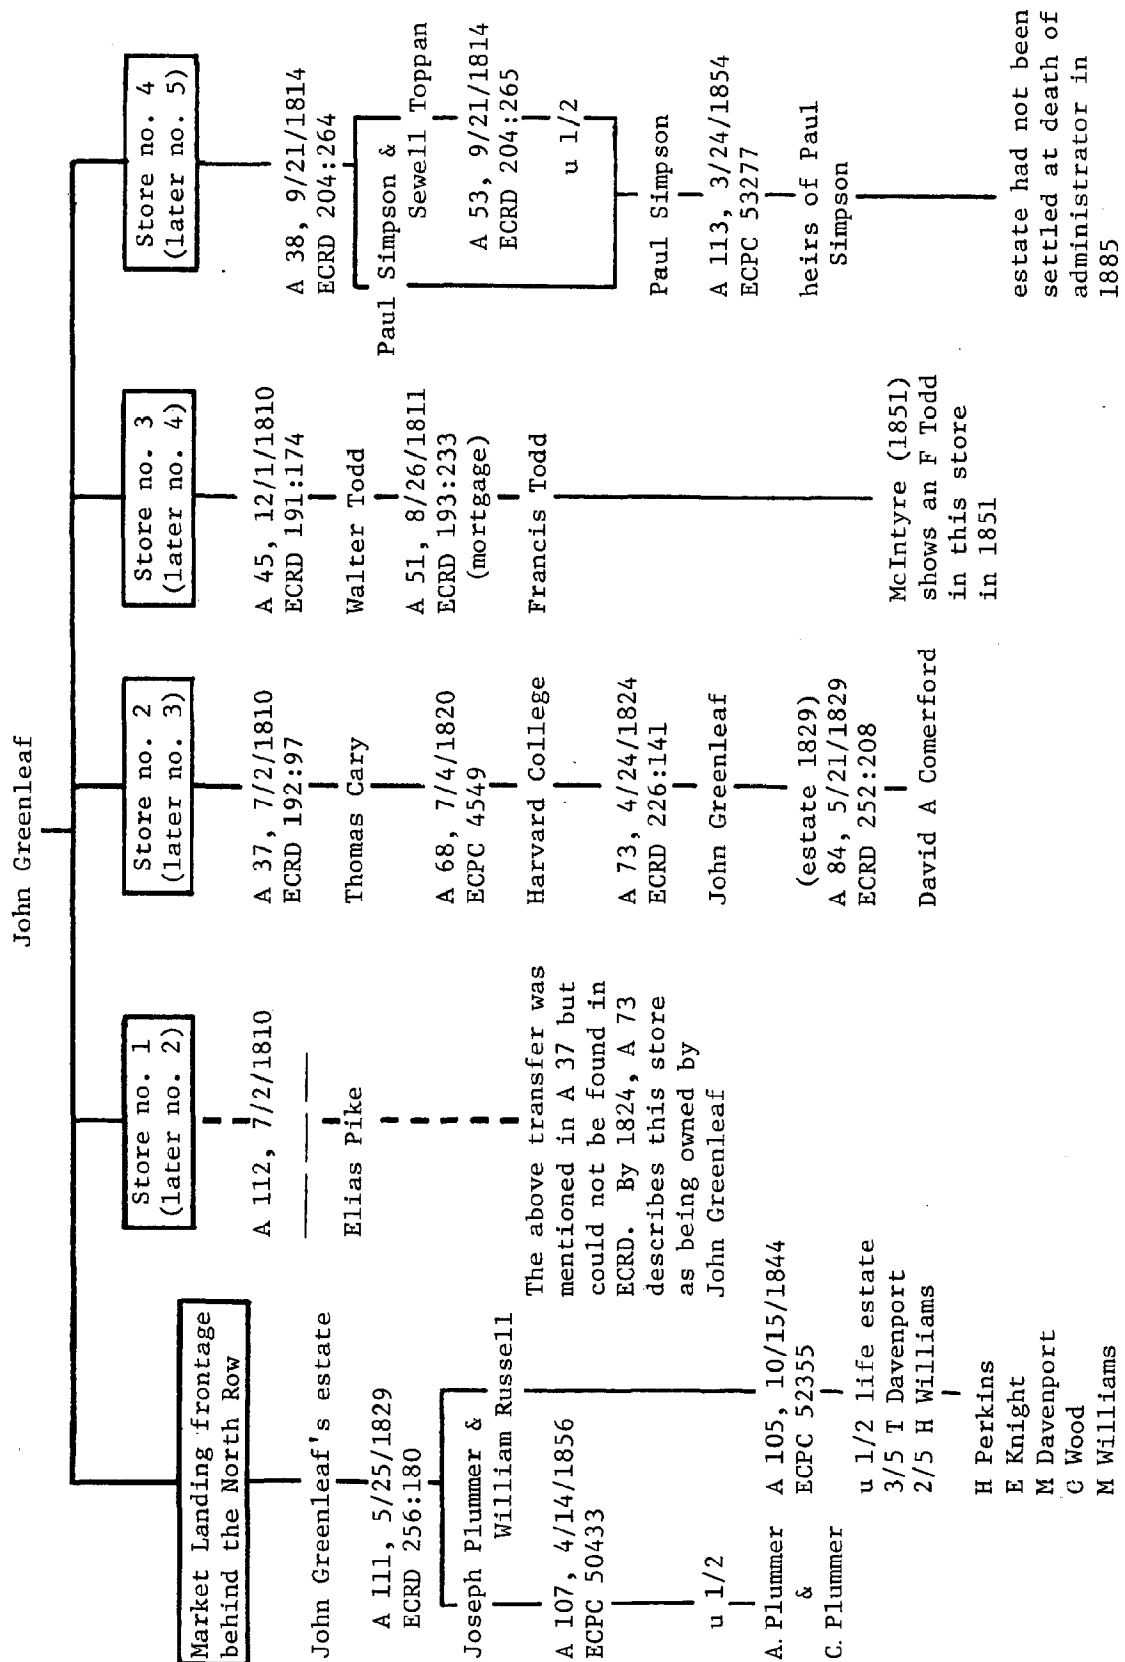 John Greenleaf
Market Landing frontage
behind the North Row
John Greenleaf's estate
A 111, 5/25/1829
ECRD 256:180
Joseph Plummer &
William Russell
A 107, 4/14/1856
ECPC 50433
u 1/2
A. Plummer
&
C. Plummer
A 105, 10/15/1844
ECPC 52355
u 1/2 life estate
3/5 T Davenport
2/5 H Williams
H Perkins
E Knight
M Davenport
C Wood
M Williams
Store no. 1
(later no. 2)
A 112, 7/2/1810
Elias Pike
The above transfer was
mentioned in A 37 but
could not be found in
ECRD. By 1824, A 73
describes this store
as being owned by
John Greenleaf
Store no. 2
(later no. 3)
A 37, 7/2/1810
ECRD 192:97
Thomas Cary
A 68, 7/4/1820
ECPC 4549
Harvard College
A 73, 4/24/1824
ECRD 226:141
John Greenleaf
(estate 1829)
A 84, 5/21/1829
ECRD 252:208
David A Comerford
Store no. 3
(later no. 4)
A 45, 12/1/1810
ECRD 191:174
Walter Todd
A 51, 8/26/1811
ECRD 193:233
(mortgage)
Francis Todd
McIntyre (1851)
shows an F Todd
in this store
in 1851
Store no. 4
(later no. 5)
A 38, 9/21/1814
ECRD 204:264
Paul Simpson &
Sewell Toppan
A 53, 9/21/1814
ECRD 204:265
u 1/2
Paul Simpson
A 113, 3/24/1854
ECPC 53277
heirs of Paul
Simpson
estate had not been
settled at death of
administrator in
1885